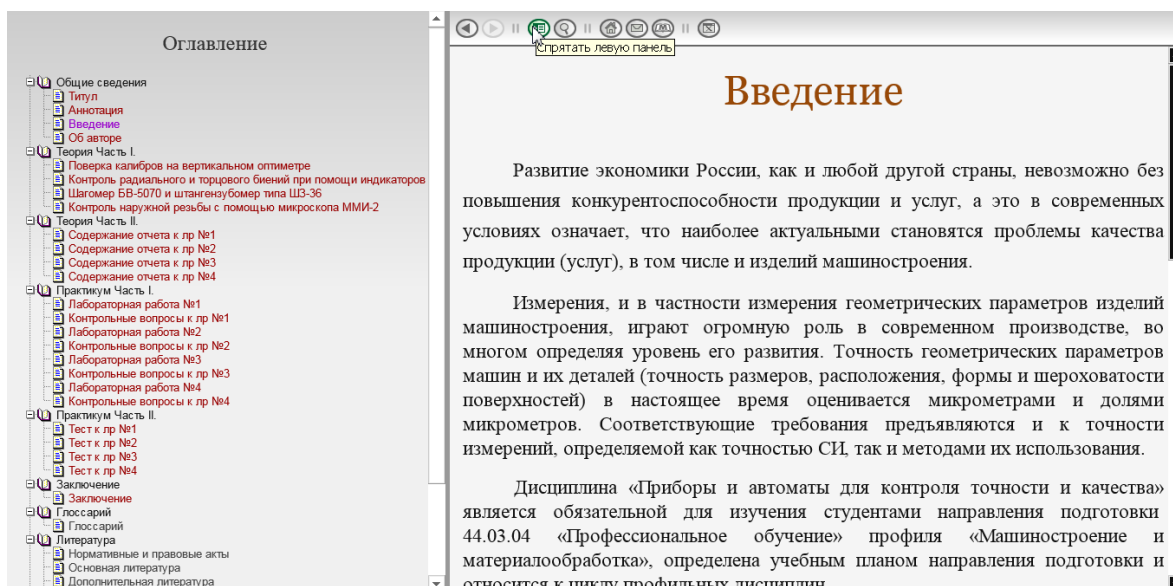 Оглавление
Общие сведения
Титул
Аннотация
Введение
Об авторе
Теория Часть I.
Поверка калибров на вертикальном оптиметре
Контроль радиального и торцового биений при помощи индикаторов
Шагомер БВ-5070 и штангензубомер типа ШЗ-36
Контроль наружной резьбы с помощью микроскопа ММИ-2
Теория Часть II.
Содержание отчета к лр №1
Содержание отчета к лр №2
Содержание отчета к лр №3
Содержание отчета к лр №4
Практикум Часть I.
Лабораторная работа №1
Контрольные вопросы к лр №1
Лабораторная работа №2
Контрольные вопросы к лр №2
Лабораторная работа №3
Контрольные вопросы к лр №3
Лабораторная работа №4
Контрольные вопросы к лр №4
Практикум Часть II.
Тест к лр №1
Тест к лр №2
Тест к лр №3
Тест к лр №4
Заключение
Заключение
Глоссарий
Глоссарий
Литература
Нормативные и правовые акты
Основная литература
Дополнительная литература
Спрятать левую панель
Введение
Развитие экономики России, как и любой другой страны, невозможно без
повышения конкурентоспособности продукции и услуг, а это в современных
условиях означает, что наиболее актуальными становятся проблемы качества
продукции (услуг), в том числе и изделий машиностроения.
Измерения, и в частности измерения геометрических параметров изделий
машиностроения, играют огромную роль в современном производстве, во
многом определяя уровень его развития. Точность геометрических параметров
машин и их деталей (точность размеров, расположения, формы и шероховатости
поверхностей) в настоящее время оценивается микрометрами и долями
микрометров. Соответствующие требования предъявляются и к точности
измерений, определяемой как точностью СИ, так и методами их использования.
Дисциплина «Приборы и автоматы для контроля точности и качества»
является обязательной для изучения студентами направления подготовки
44.03.04 «Профессиональное обучение» профиля «Машиностроение и
материалообработка», определена учебным планом направления подготовки и
относится к циклу профильных дисциплин.